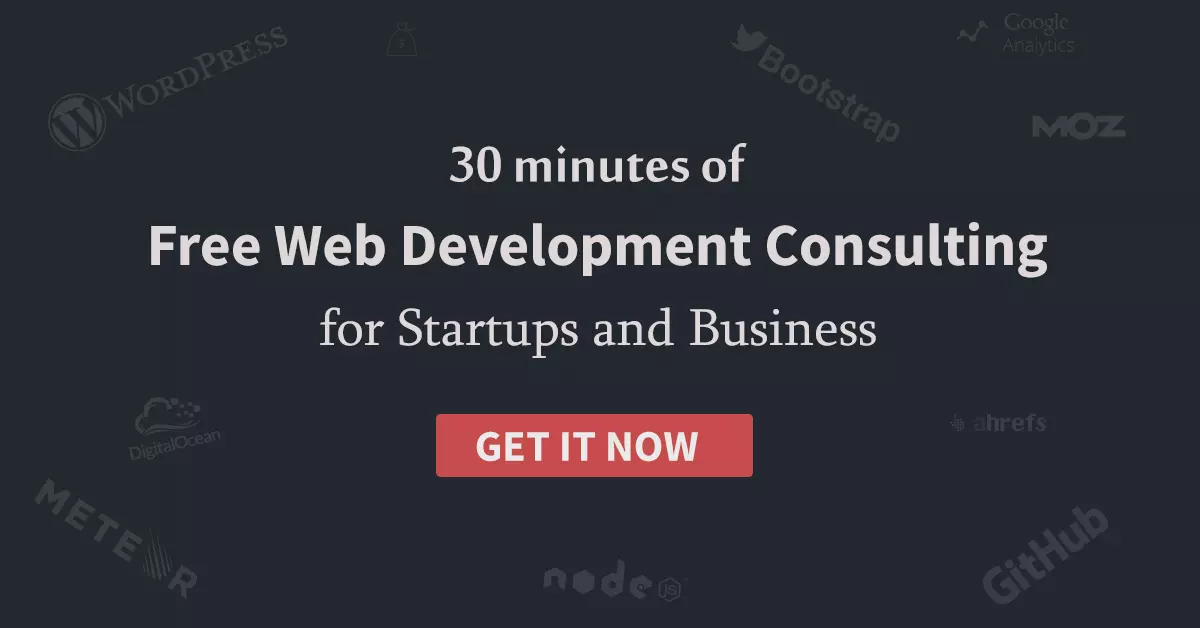 WORDPRESS
$
Bootstrap
Google
Analytics
MOZ
30 minutes of
Free Web Development Consulting
for Startups and Business
DigitalOcean
ahrefs
GET IT NOW
METEOR
node
JS
GitHub